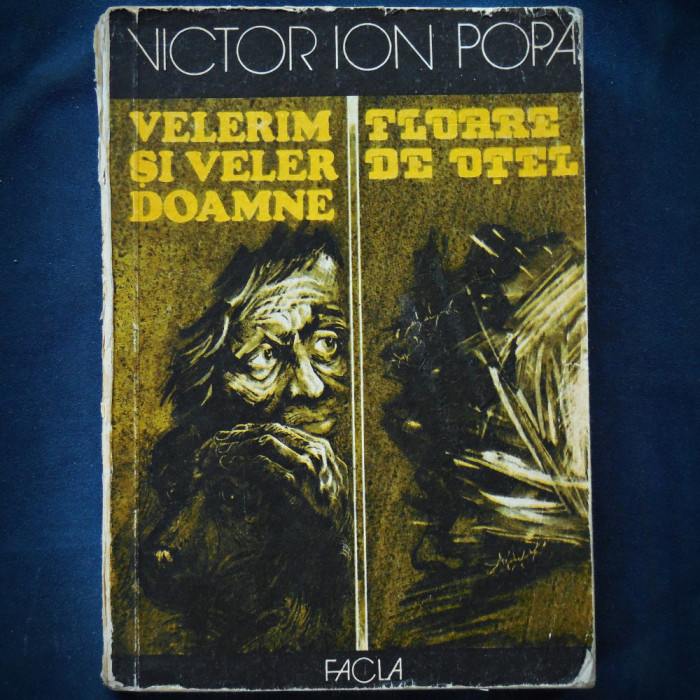 VICTOR ION POPA
VELERIM
ȘI VELER
DOAMNE
FLOARE
DE OȚEL
FACLA